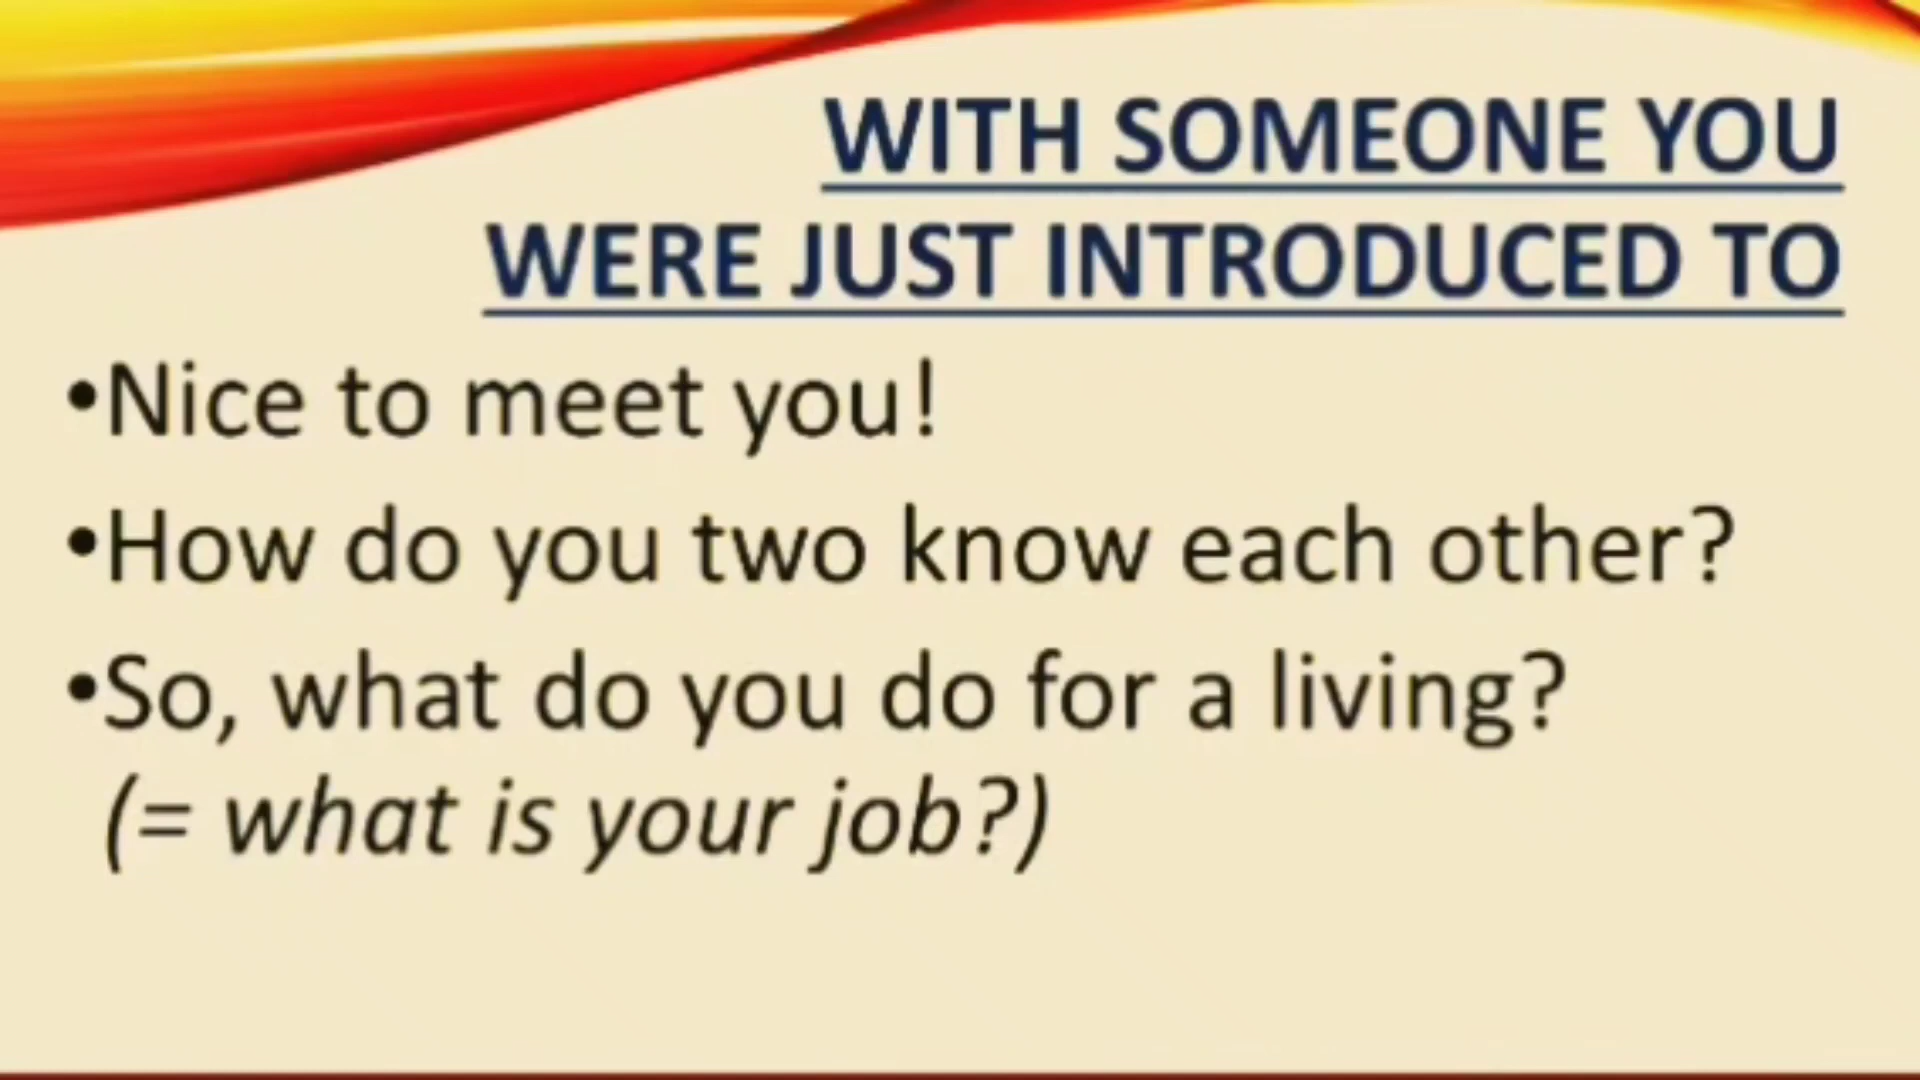 WITH SOMEONE YOU
WERE JUST INTRODUCED TO
•Nice to meet you!
•How do you two know each other?
•So, what do you do for a living?
(= what is your job?)